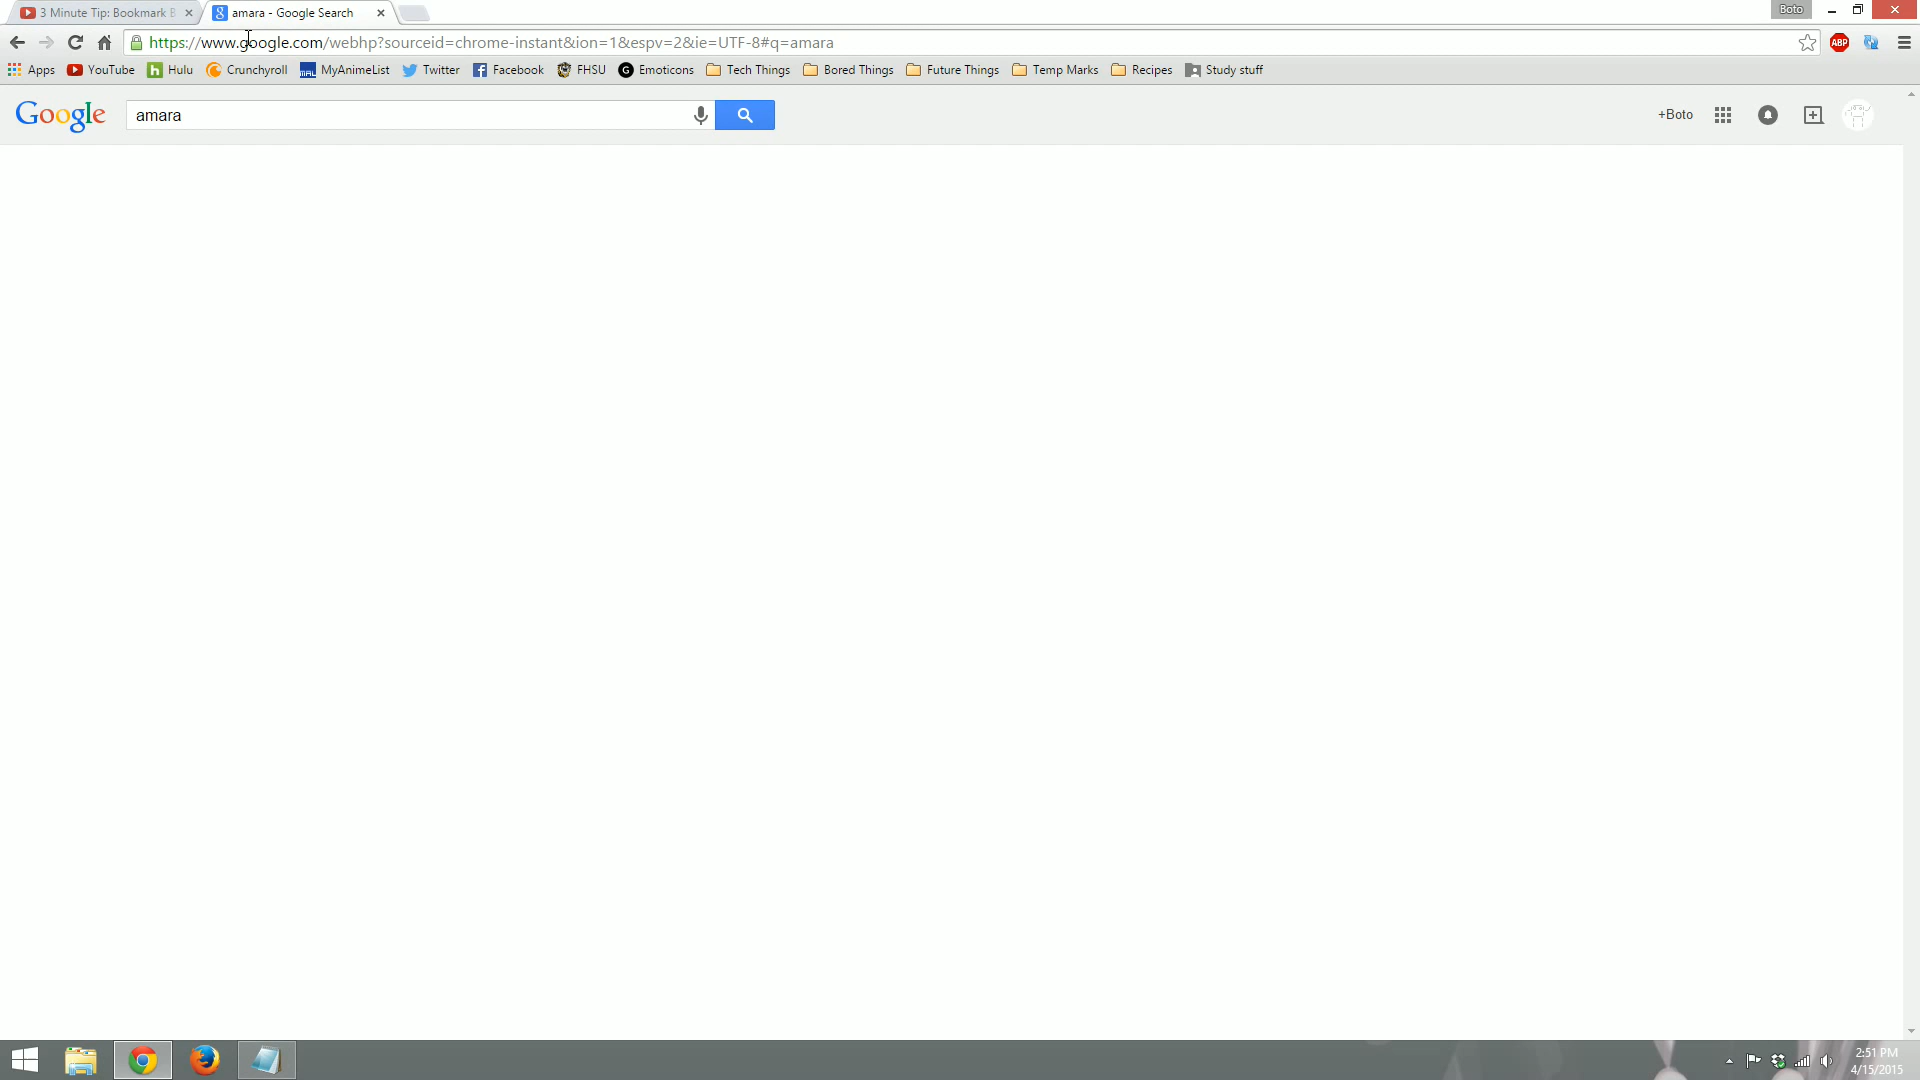 3 Minute Tip: Bookmark B
amara - Google Search
Boto
https://www.google.com/webhp?sourceid=chrome-instant&ion=1&espv=2&ie=UTF-8#q=amara
ABP
Apps YouTube h Hulu Crunchyroll MAL MyAnimeList Twitter f Facebook FHSU G Emoticons Tech Things Bored Things Future Things Temp Marks Recipes Study stuff
Google amara +Boto
2:51 PM
4/15/2015